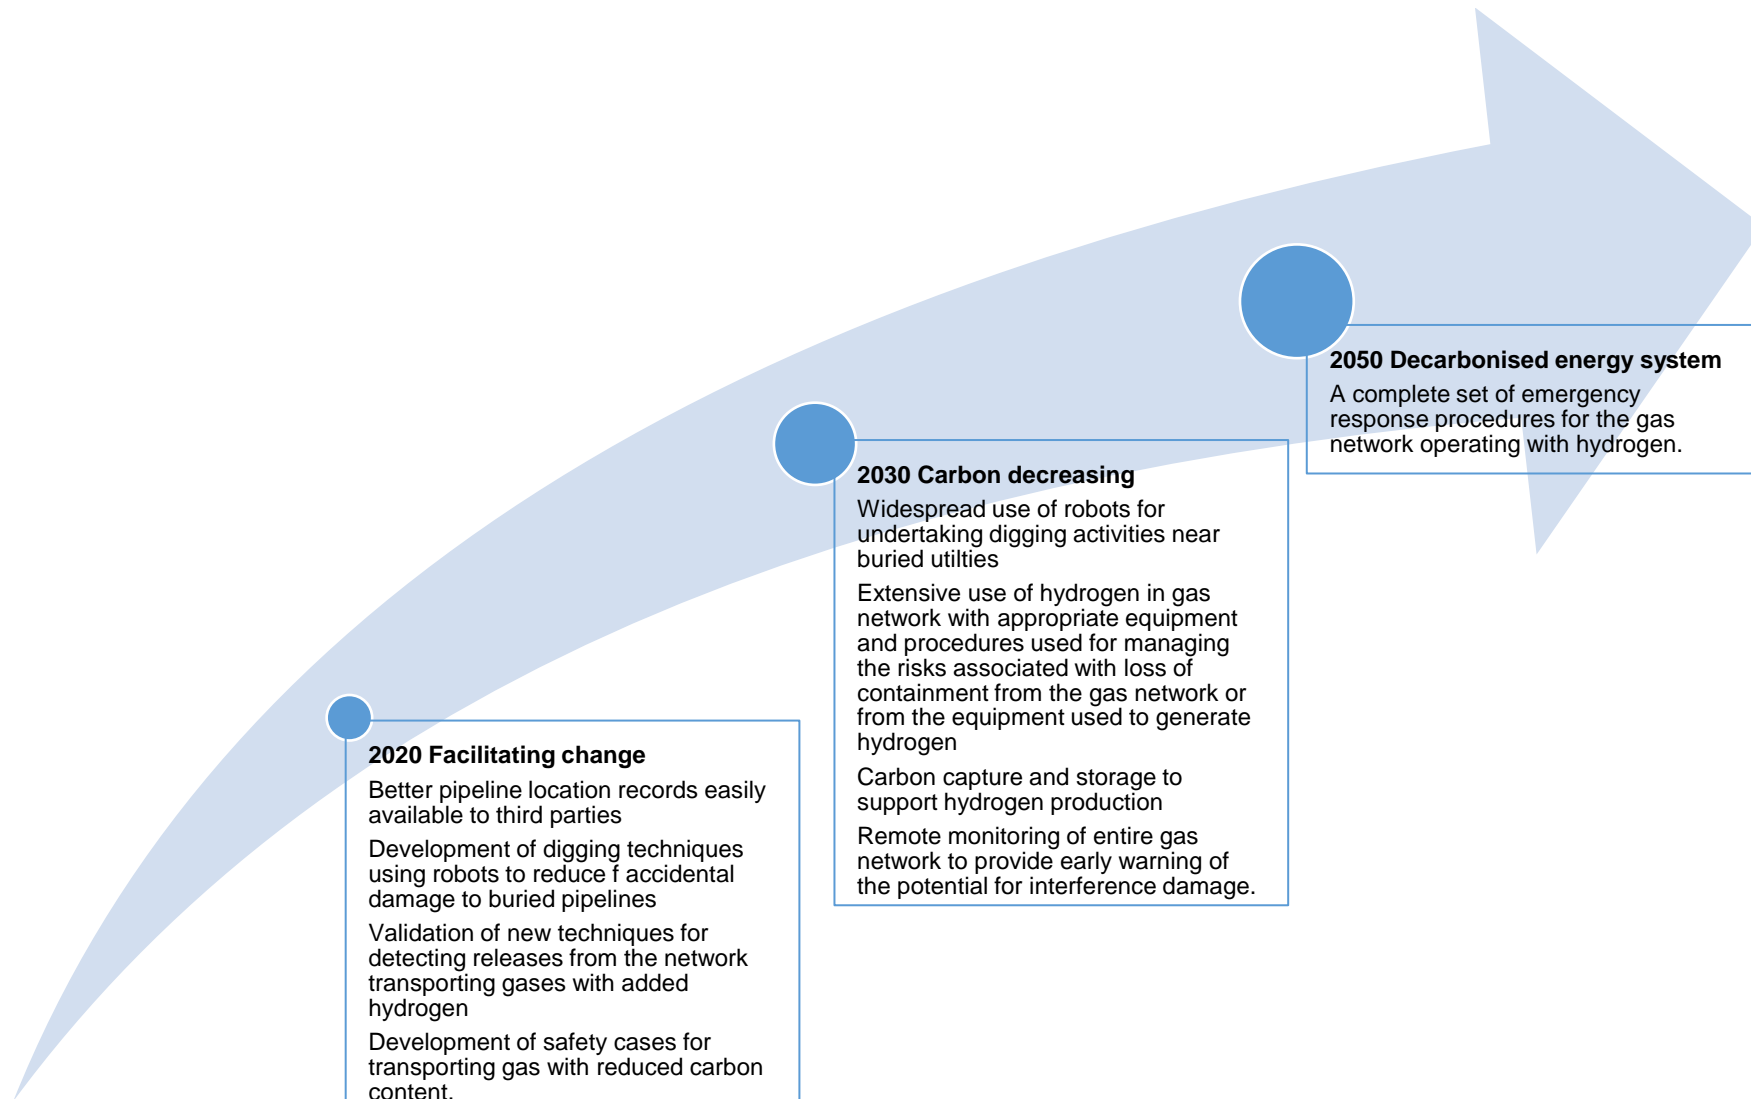 2020 Facilitating change
Better pipeline location records easily
available to third parties
Development of digging techniques
using robots to reduce f accidental
damage to buried pipelines
Validation of new techniques for
detecting releases from the network
transporting gases with added
hydrogen
Development of safety cases for
transporting gas with reduced carbon
content.
2030 Carbon decreasing
Widespread use of robots for
undertaking digging activities near
buried utilties
Extensive use of hydrogen in gas
network with appropriate equipment
and procedures used for managing
the risks associated with loss of
containment from the gas network or
from the equipment used to generate
hydrogen
Carbon capture and storage to
support hydrogen production
Remote monitoring of entire gas
network to provide early warning of
the potential for interference damage.
2050 Decarbonised energy system
A complete set of emergency
response procedures for the gas
network operating with hydrogen.